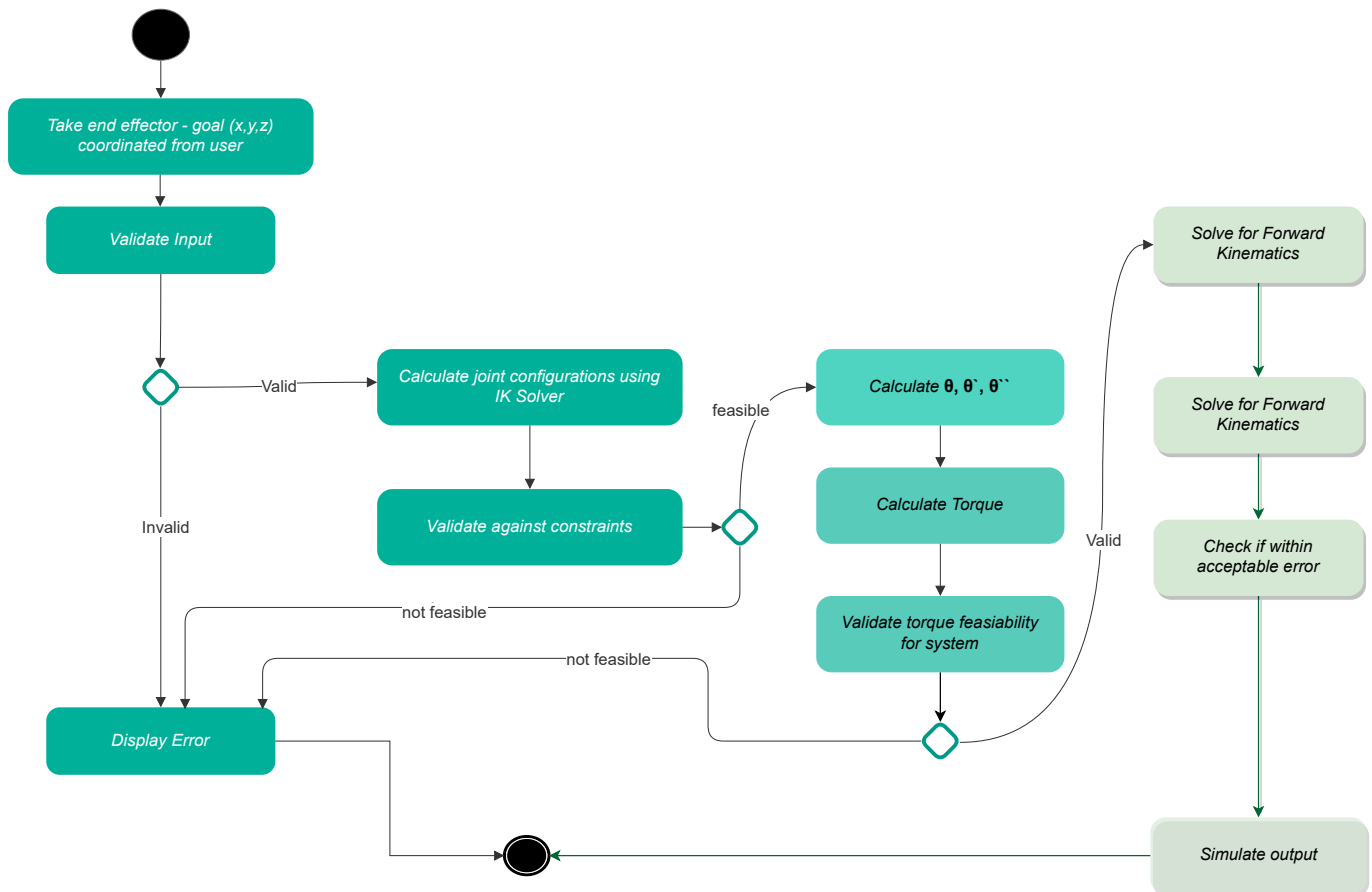 Take end effector - goal (x,y,z)
coordinated from user
Validate Input
Valid
Invalid
Calculate joint configurations using
IK Solver
Validate against constraints
feasible
not feasible
Calculate θ, θ`, θ``
Calculate Torque
Validate torque feasiability
for system
not feasible
Valid
Solve for Forward
Kinematics
Solve for Forward
Kinematics
Check if within
acceptable error
Simulate output
Display Error